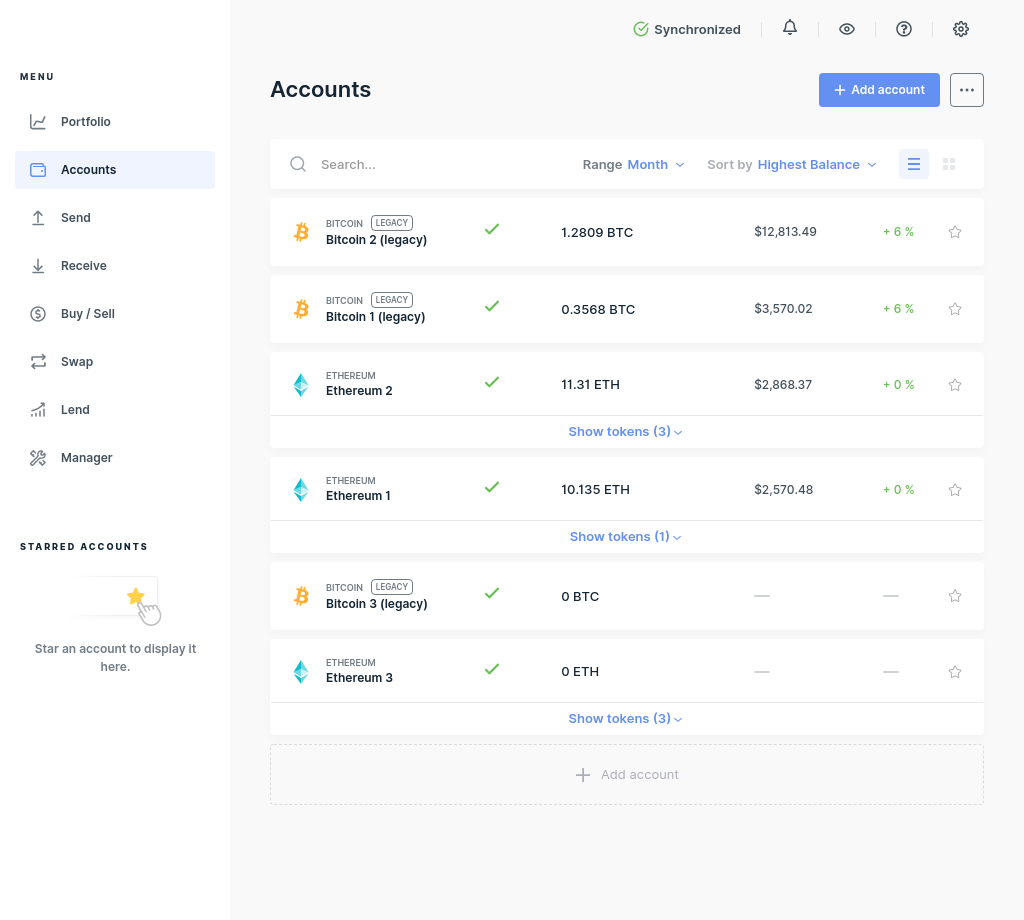 Synchronized
MENU
Portfolio
Accounts
Send
Receive
Buy / Sell
Swap
Lend
Manager
STARRED ACCOUNTS
Star an account to display it
here.
Accounts
Add account
Search...
Range Month
Sort by Highest Balance
BITCOIN LEGACY
Bitcoin 2 (legacy)
1.2809 BTC
$12,813.49
+ 6 %
BITCOIN LEGACY
Bitcoin 1 (legacy)
0.3568 BTC
$3,570.02
+ 6 %
ETHEREUM
Ethereum 2
11.31 ETH
$2,868.37
+ 0 %
Show tokens (3)
ETHEREUM
Ethereum 1
10.135 ETH
$2,570.48
+ 0 %
Show tokens (1)
BITCOIN LEGACY
Bitcoin 3 (legacy)
0 BTC
—
—
ETHEREUM
Ethereum 3
0 ETH
—
—
Show tokens (3)
Add account